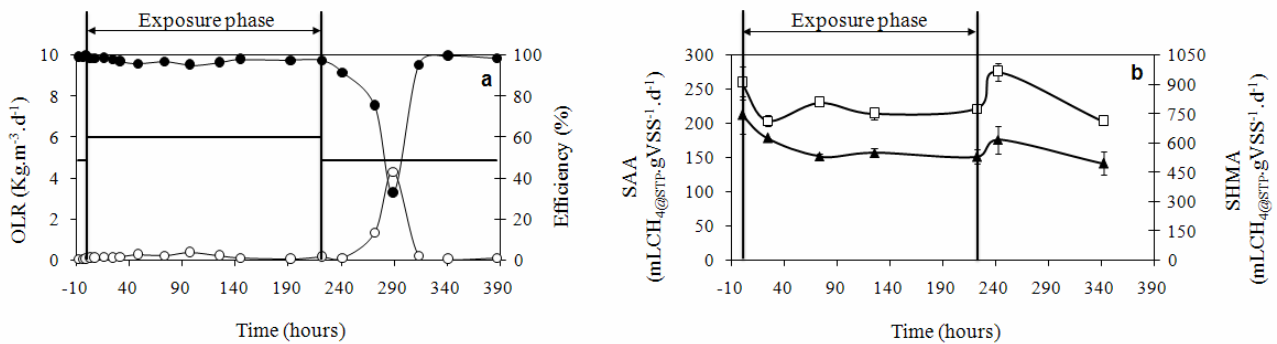 Exposure phase
10 100
8 80
6 60
4 40
2 20
0 0
-10 40 90 140 190 240 290 340 390
OLR (Kg.m⁻³.d⁻¹)
Efficiency (%)
Time (hours)
a
Exposure phase
300 1050
250 900
200 750
150 600
100 450
50 300
0 150
0
-10 40 90 140 190 240 290 340 390
SAA
(mLCH₄@STP.gVSS⁻¹.d⁻¹)
SHMA
(mLCH₄@STP.gVSS⁻¹.d⁻¹)
Time (hours)
b